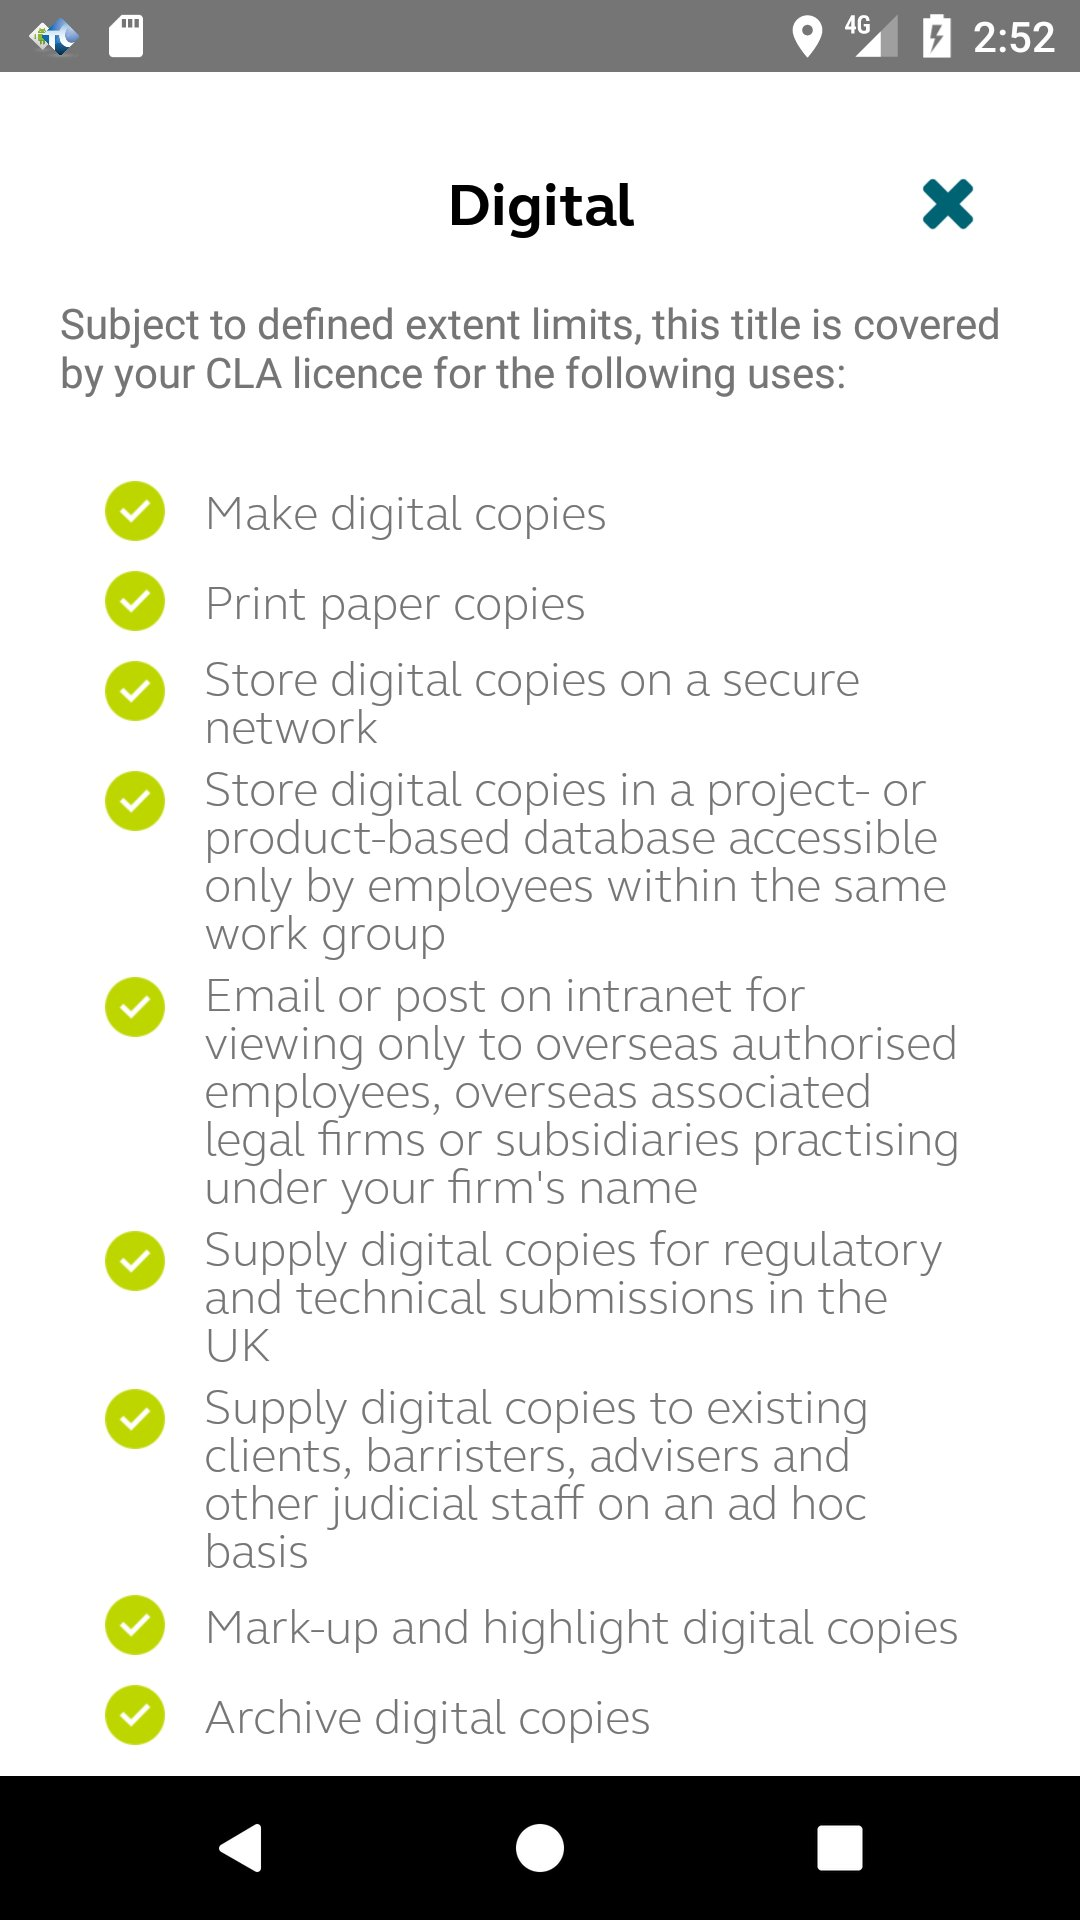 4G
2:52
Digital
Subject to defined extent limits, this title is covered
by your CLA licence for the following uses:
Make digital copies
Print paper copies
Store digital copies on a secure
network
Store digital copies in a project- or
product-based database accessible
only by employees within the same
work group
Email or post on intranet for
viewing only to overseas authorised
employees, overseas associated
legal firms or subsidiaries practising
under your firm's name
Supply digital copies for regulatory
and technical submissions in the
UK
Supply digital copies to existing
clients, barristers, advisers and
other judicial staff on an ad hoc
basis
Mark-up and highlight digital copies
Archive digital copies